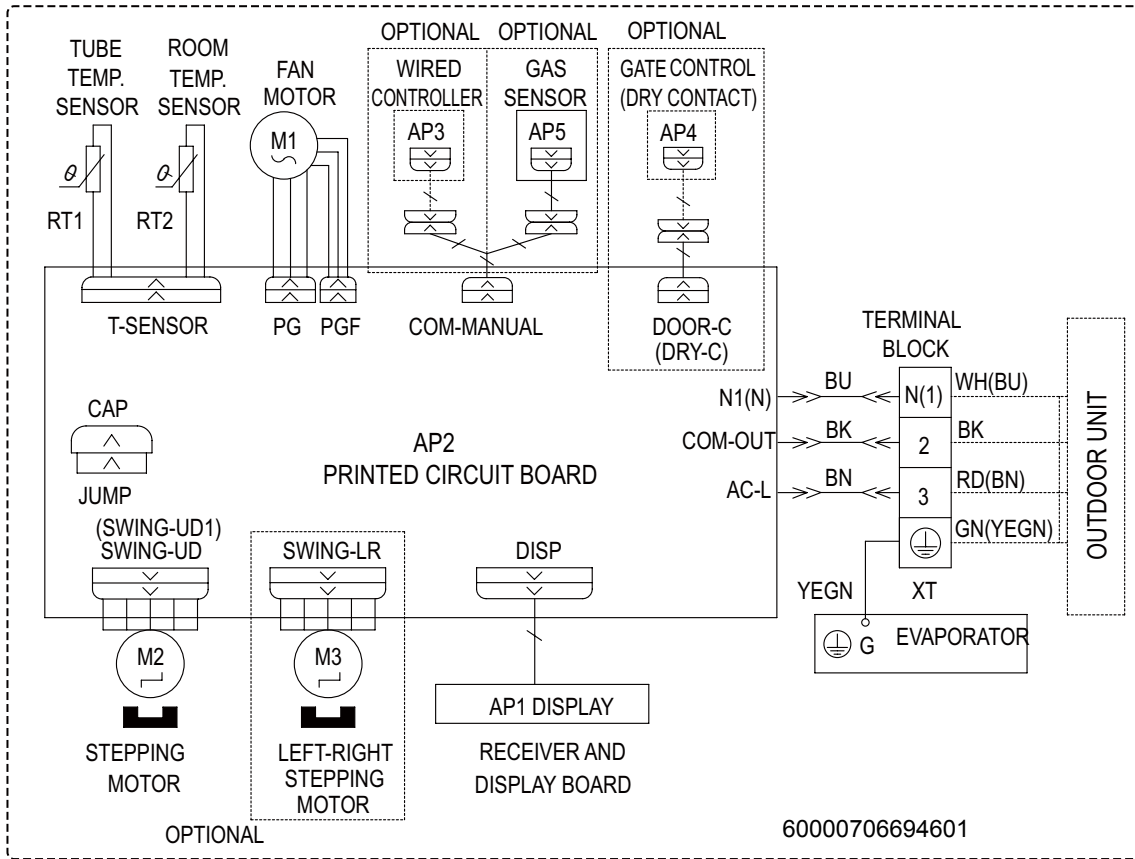 OPTIONAL
OPTIONAL
OPTIONAL
TUBE
TEMP.
SENSOR
ROOM
TEMP.
SENSOR
FAN
MOTOR
WIRED
CONTROLLER
GAS
SENSOR
GATE CONTROL
(DRY CONTACT)
M1
AP3
AP5
AP4
θ
θ
RT1
RT2
T-SENSOR
PG
PGF
COM-MANUAL
DOOR-C
(DRY-C)
TERMINAL
BLOCK
N1(N)
BU
N(1)
WH(BU)
COM-OUT
BK
2
BK
AC-L
BN
3
RD(BN)
GN(YEGN)
OUTDOOR UNIT
CAP
JUMP
AP2
PRINTED CIRCUIT BOARD
(SWING-UD1)
SWING-UD
SWING-LR
DISP
YEGN
XT
G
EVAPORATOR
M2
M3
AP1 DISPLAY
STEPPING
MOTOR
LEFT-RIGHT
STEPPING
MOTOR
RECEIVER AND
DISPLAY BOARD
OPTIONAL
60000706694601